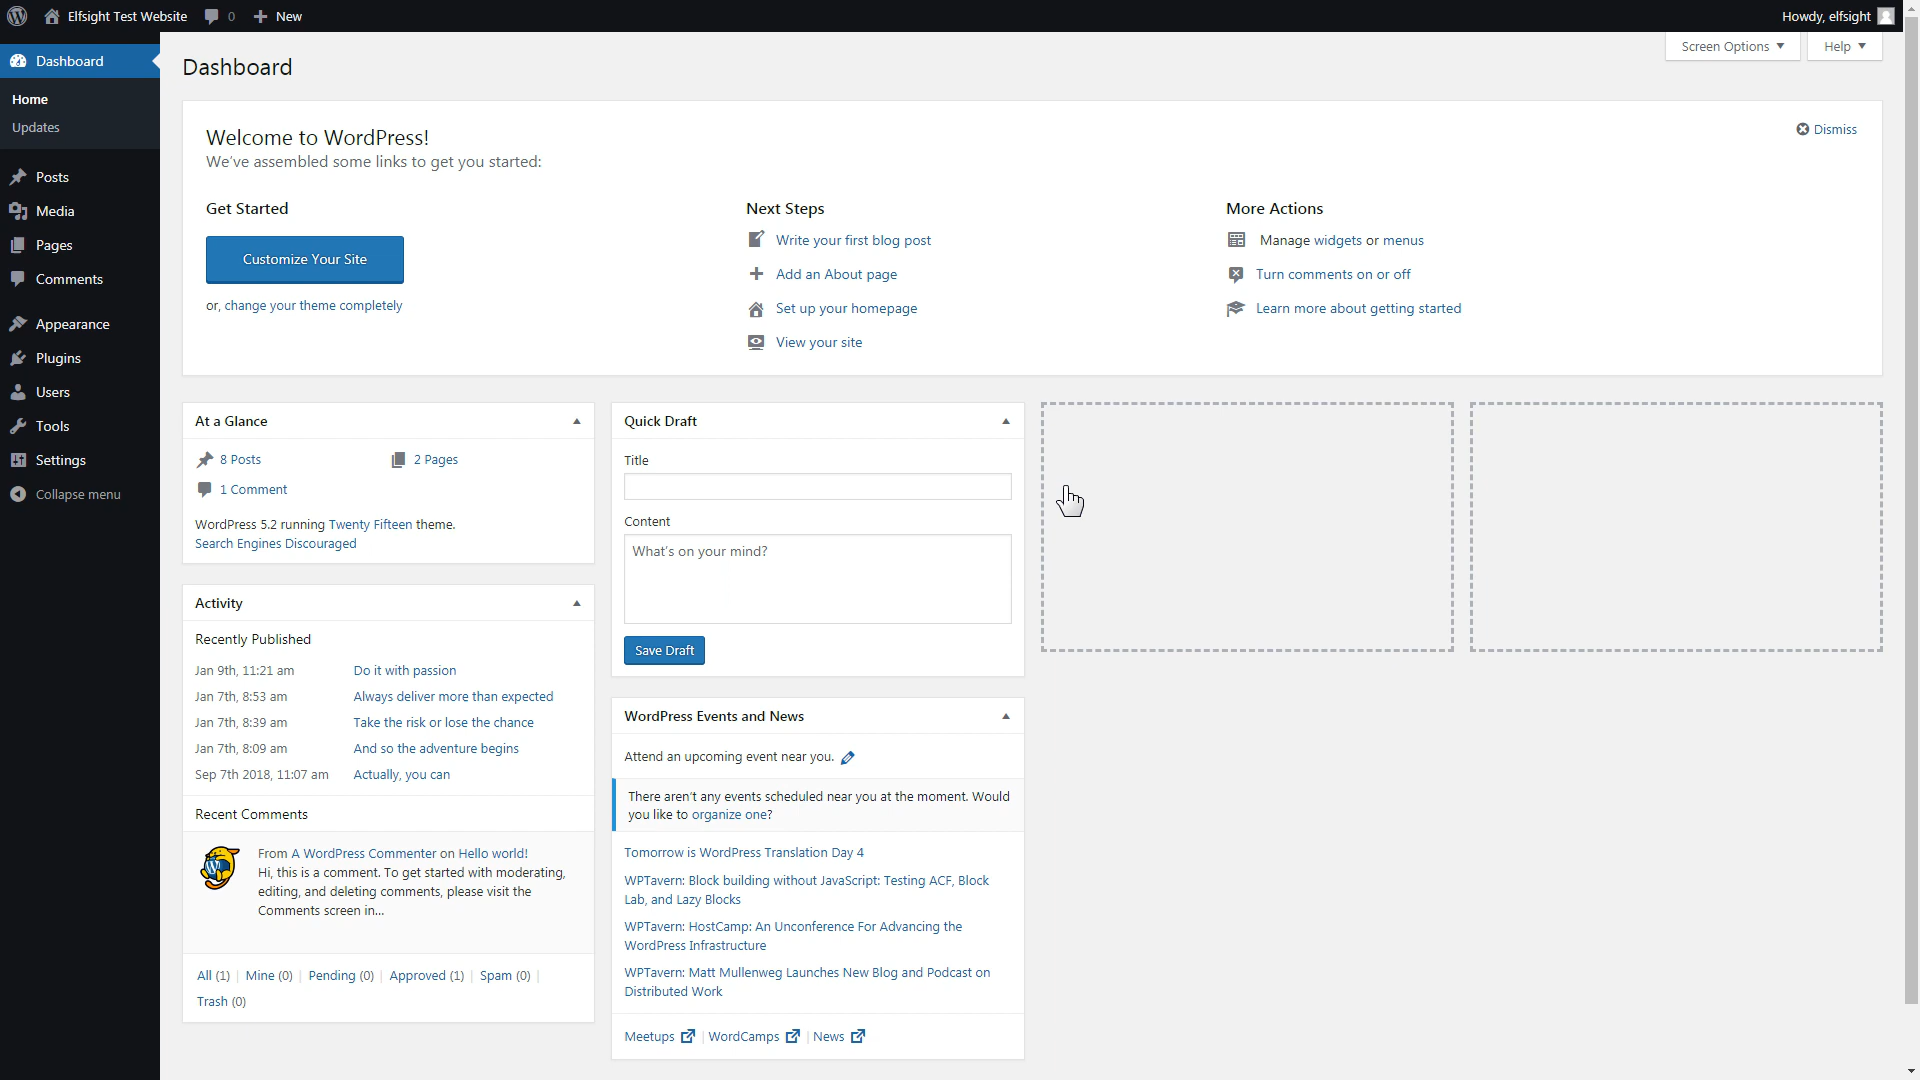 Elfsight Test Website 0 New Howdy, elfsight
Screen Options Help
Dashboard
Home
Updates
Posts
Media
Pages
Comments
Appearance
Plugins
Users
Tools
Settings
Collapse menu
Dashboard
Welcome to WordPress!
We've assembled some links to get you started:
Dismiss
Get Started
Customize Your Site
or, change your theme completely
Next Steps
Write your first blog post
Add an About page
Set up your homepage
View your site
More Actions
Manage widgets or menus
Turn comments on or off
Learn more about getting started
At a Glance
8 Posts 2 Pages
1 Comment
WordPress 5.2 running Twenty Fifteen theme.
Search Engines Discouraged
Activity
Recently Published
Jan 9th, 11:21 am Do it with passion
Jan 7th, 8:53 am Always deliver more than expected
Jan 7th, 8:39 am Take the risk or lose the chance
Jan 7th, 8:09 am And so the adventure begins
Sep 7th 2018, 11:07 am Actually, you can
Recent Comments
From A WordPress Commenter on Hello world!
Hi, this is a comment. To get started with moderating,
editing, and deleting comments, please visit the
Comments screen in...
All (1) | Mine (0) | Pending (0) | Approved (1) | Spam (0) |
Trash (0)
Quick Draft
Title
Content
What's on your mind?
Save Draft
WordPress Events and News
Attend an upcoming event near you.
There aren't any events scheduled near you at the moment. Would
you like to organize one?
Tomorrow is WordPress Translation Day 4
WPTavern: Block building without JavaScript: Testing ACF, Block
Lab, and Lazy Blocks
WPTavern: HostCamp: An Unconference For Advancing the
WordPress Infrastructure
WPTavern: Matt Mullenweg Launches New Blog and Podcast on
Distributed Work
Meetups | WordCamps | News